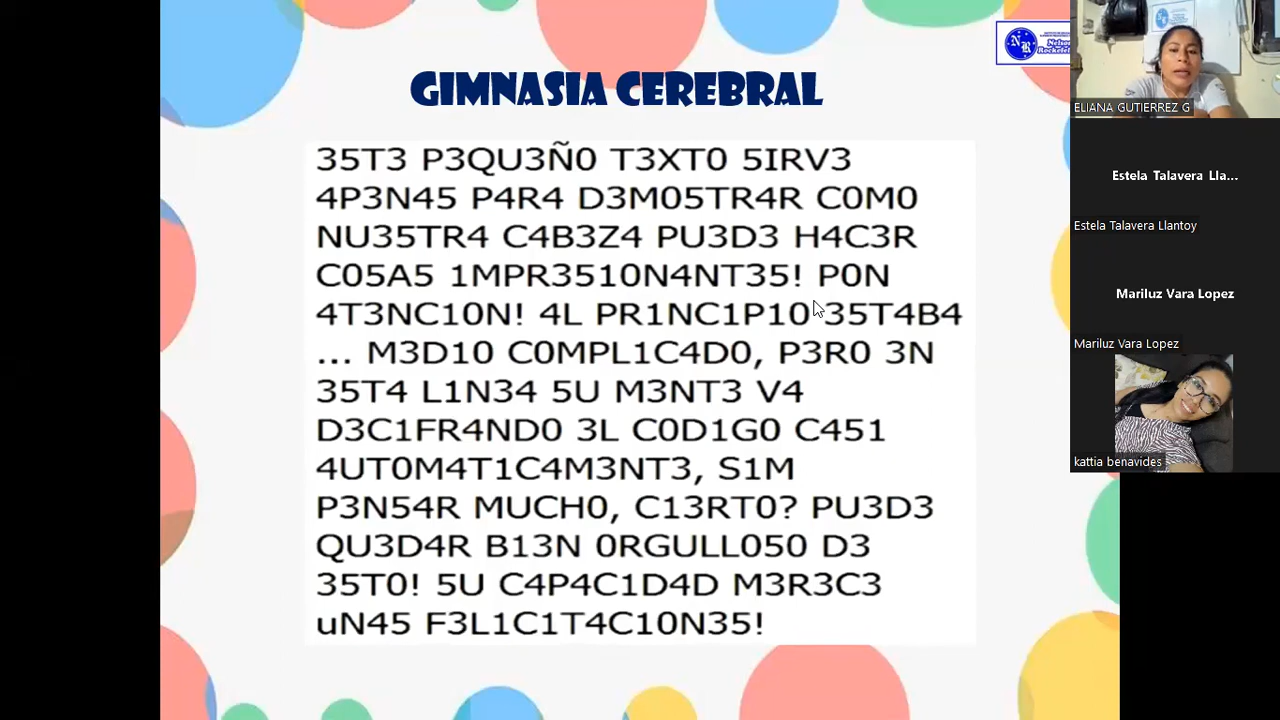 GIMNASIA CEREBRAL
35T3 P3QU3Ñ0 T3XT0 5IRV3
4P3N45 P4R4 D3M05TR4R C0M0
NU35TR4 C4B3Z4 PU3D3 H4C3R
C05A5 1MPR3510N4NT35! P0N
4T3NC10N! 4L PR1NC1P10 35T4B4
... M3D10 C0MPL1C4D0, P3R0 3N
35T4 L1N34 5U M3NT3 V4
D3C1FR4ND0 3L C0D1G0 C451
4UT0M4T1C4M3NT3, S1M
P3N54R MUCH0, C13RT0? PU3D3
QU3D4R B13N 0RGULL050 D3
35T0! 5U C4P4C1D4D M3R3C3
uN45 F3L1C1T4C10N35!
NR
Nelson
ELIANA GUTIERREZ G
Estela Talavera Lla...
Estela Talavera Llantoy
Mariluz Vara Lopez
Mariluz Vara Lopez
kattia benavides